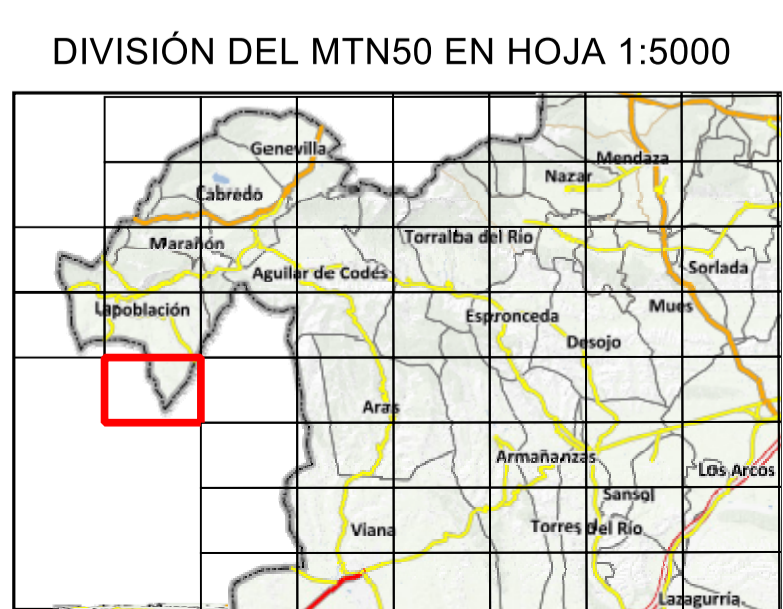 DIVISIÓN DEL MTN50 EN HOJA 1:5000
Genevilla
Mendaza
Nazar
Cabredo
Torralba del Río
Marañón
Sorlada
Aguilar de Codés
Mues
Lapoblación
Espronceda
Desojo
Aras
Armañanzas
Los Arcos
Sansol
Viana
Torres del Río
Lazagurría